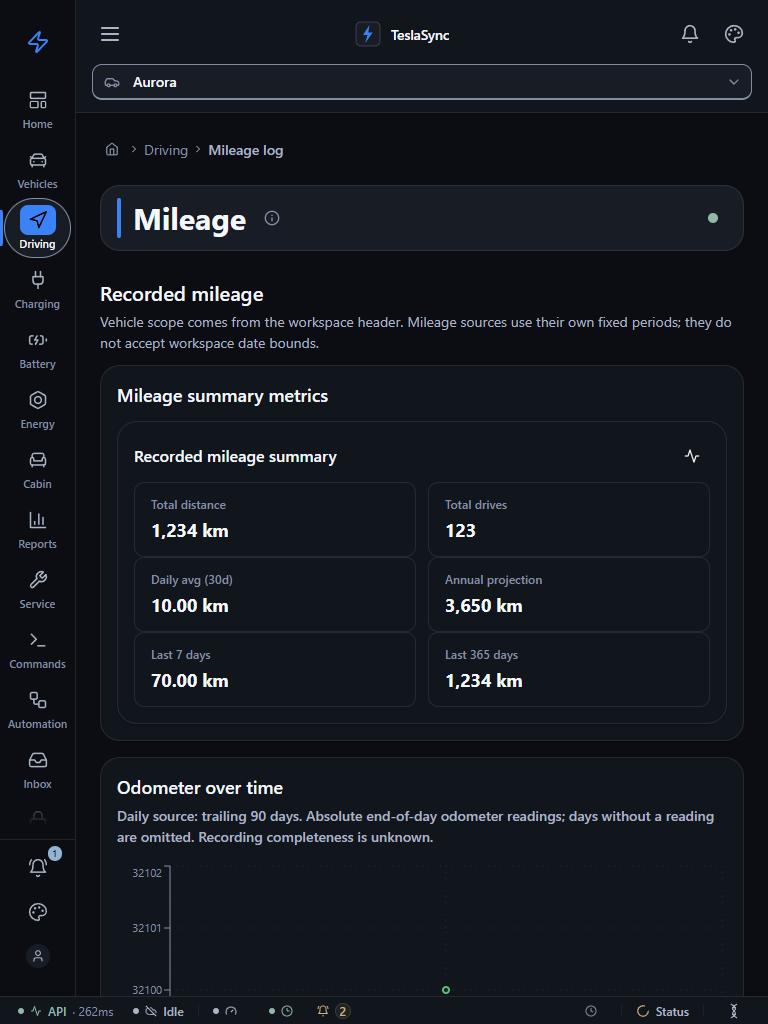 TeslaSync
Aurora
Home
Vehicles
Driving
Charging
Battery
Energy
Cabin
Reports
Service
Commands
Automation
Inbox
1
Driving
Mileage log
Mileage
Recorded mileage
Vehicle scope comes from the workspace header. Mileage sources use their own fixed periods; they do
not accept workspace date bounds.
Mileage summary metrics
Recorded mileage summary
Total distance
1,234 km
Total drives
123
Daily avg (30d)
10.00 km
Annual projection
3,650 km
Last 7 days
70.00 km
Last 365 days
1,234 km
Odometer over time
Daily source: trailing 90 days. Absolute end-of-day odometer readings; days without a reading
are omitted. Recording completeness is unknown.
32102
32101
32100
API · 262ms
Idle
2
Status